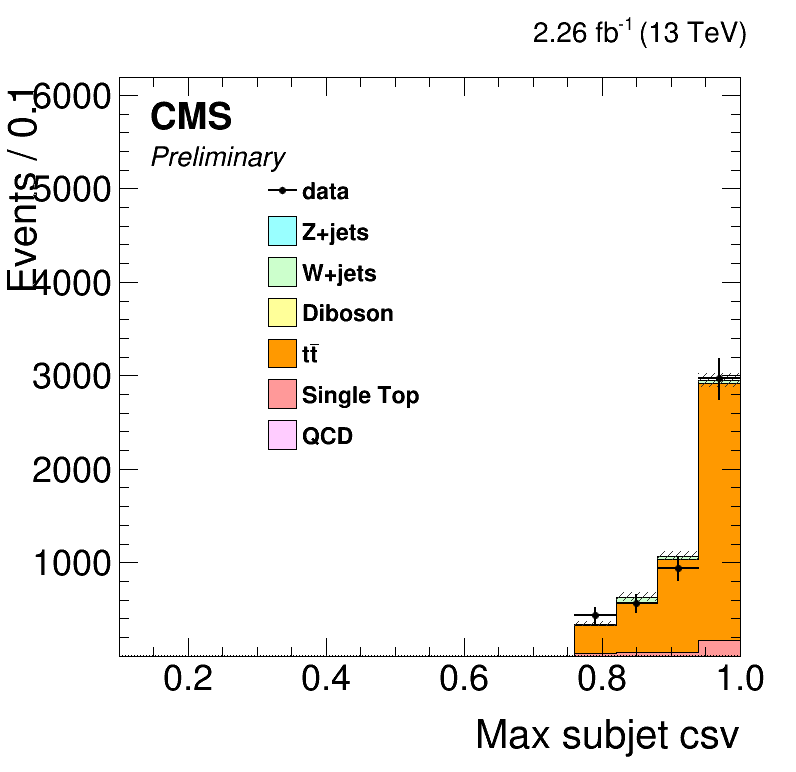 2.26 fb⁻¹ (13 TeV)
Events / 0.1
6000
5000
4000
3000
2000
1000
CMS
Preliminary
data
Z+jets
W+jets
Diboson
tt̄
Single Top
QCD
0.2 0.4 0.6 0.8 1.0
Max subjet csv